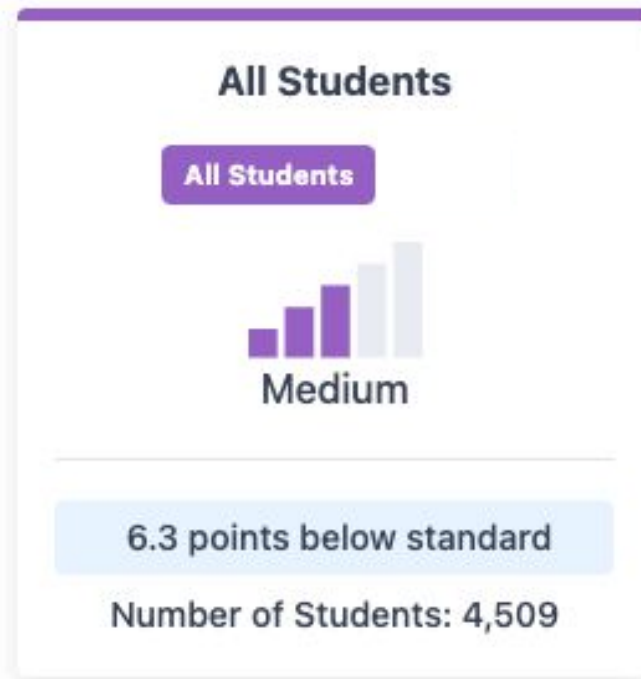 All Students
All Students
Medium
6.3 points below standard
Number of Students: 4,509